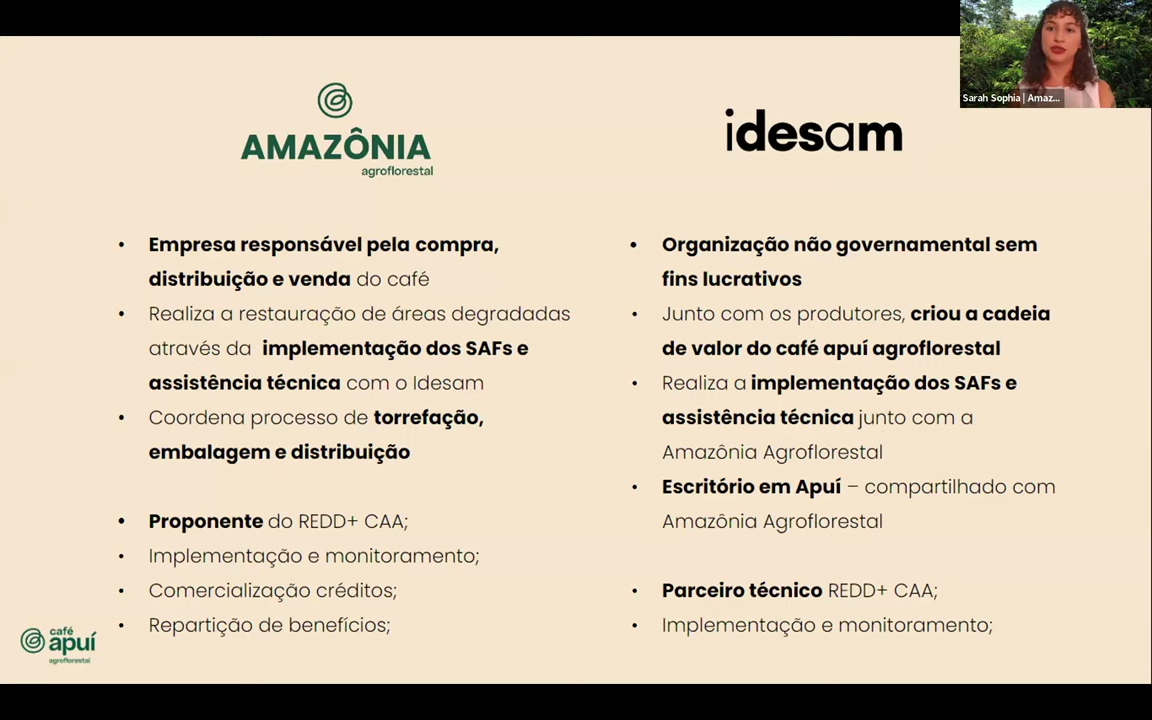 Sarah Sophia | Amaz...
AMAZÔNIA
agroflorestal
• Empresa responsável pela compra,
distribuição e venda do café
• Realiza a restauração de áreas degradadas
através da implementação dos SAFs e
assistência técnica com o Idesam
• Coordena processo de torrefação,
embalagem e distribuição
• Proponente do REDD+ CAA;
• Implementação e monitoramento;
• Comercialização créditos;
• Repartição de benefícios;
idesam
• Organização não governamental sem
fins lucrativos
• Junto com os produtores, criou a cadeia
de valor do café apuí agroflorestal
• Realiza a implementação dos SAFs e
assistência técnica junto com a
Amazônia Agroflorestal
• Escritório em Apuí – compartilhado com
Amazônia Agroflorestal
• Parceiro técnico REDD+ CAA;
• Implementação e monitoramento;
café
apuí
agroflorestal